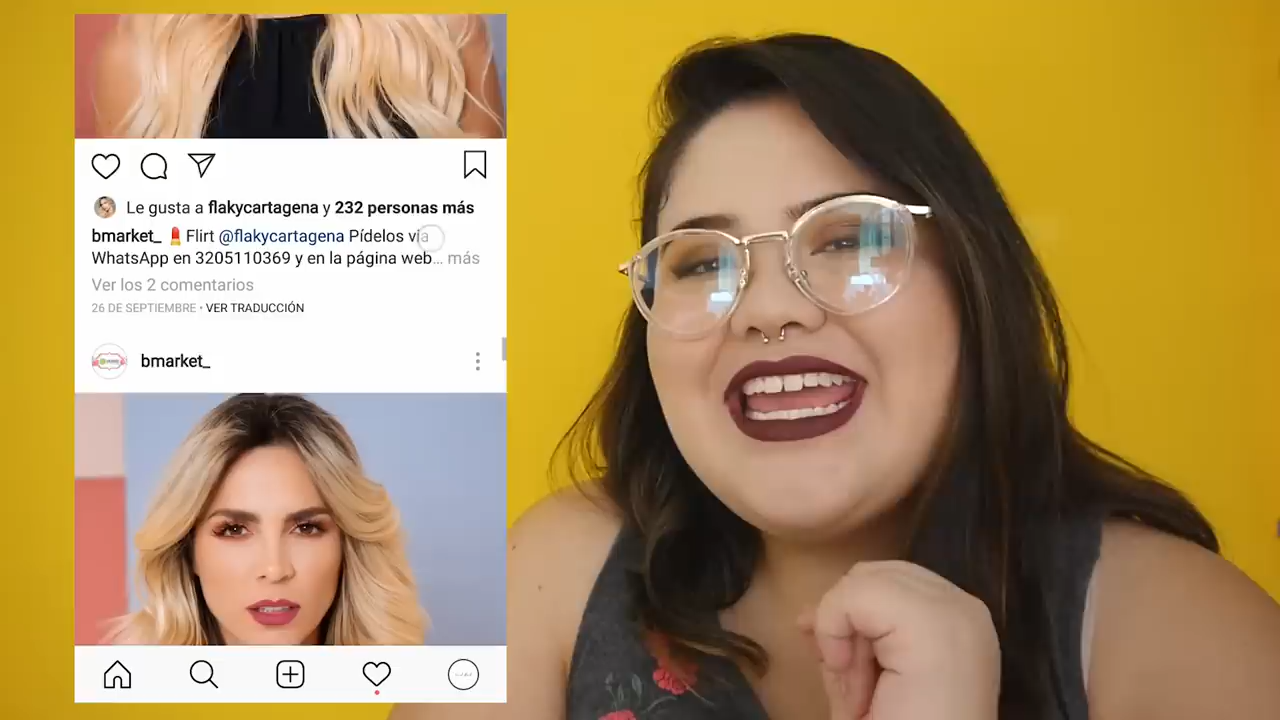 Le gusta a flakycartagena y 232 personas más
bmarket_ 💄 Flirt @flakycartagena Pídelos vía
WhatsApp en 3205110369 y en la página web... más
Ver los 2 comentarios
26 DE SEPTIEMBRE • VER TRADUCCIÓN
bmarket_